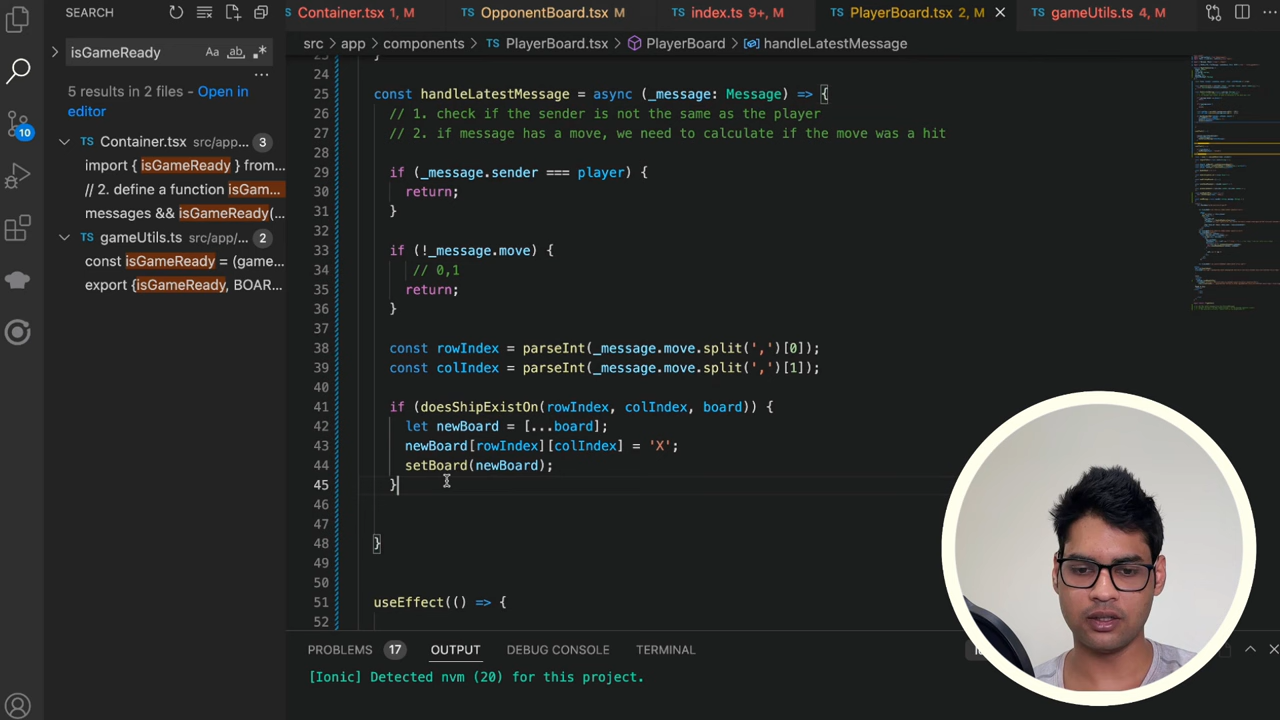 SEARCH
Container.tsx 1, M
OpponentBoard.tsx M
TS index.ts 9+, M
TS PlayerBoard.tsx 2, M
TS gameUtils.ts 4, M
isGameReady
Aa ab
src > app > components > TS PlayerBoard.tsx > PlayerBoard > handleLatestMessage
5 results in 2 files - Open in
editor
Container.tsx src/app... 3
import { isGameReady } from...
// 2. define a function isGam...
messages && isGameReady(...
gameUtils.ts src/app/... 2
const isGameReady = (game...
export {isGameReady, BOAR...
10
24
25 const handleLatestMessage = async (_message: Message) => {
26 // 1. check if the sender is not the same as the player
27 // 2. if message has a move, we need to calculate if the move was a hit
28
29 if (_message.sender === player) {
30 return;
31 }
32
33 if (!_message.move) {
34 // 0,1
35 return;
36 }
37
38 const rowIndex = parseInt(_message.move.split(',')[0]);
39 const colIndex = parseInt(_message.move.split(',')[1]);
40
41 if (doesShipExistOn(rowIndex, colIndex, board)) {
42 let newBoard = [...board];
43 newBoard[rowIndex][colIndex] = 'X';
44 setBoard(newBoard);
45 }
46
47
48 }
49
50
51 useEffect(() => {
52
PROBLEMS 17 OUTPUT DEBUG CONSOLE TERMINAL
[Ionic] Detected nvm (20) for this project.